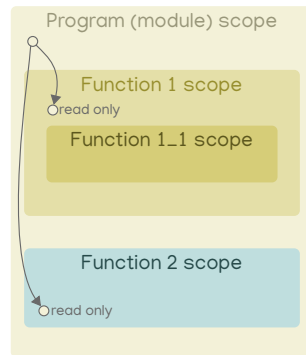 Program (module) scope
Function 1 scope
read only
Function 1_1 scope
Function 2 scope
read only